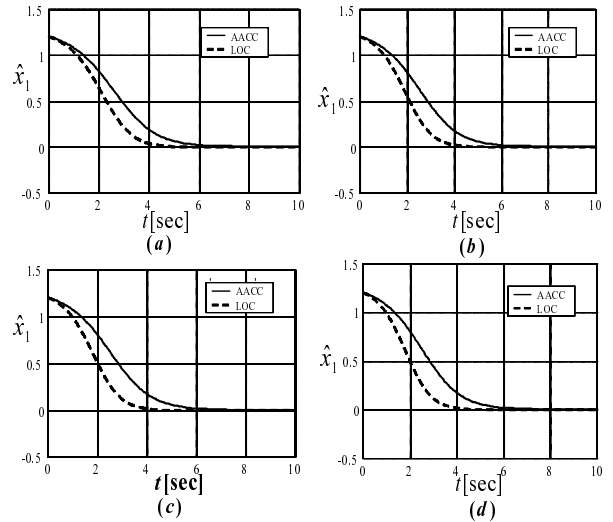 1.5
1
0.5
0
-0.5
x̂1
AACC
LOC
0 2 4 6 8 10
t[sec]
(a)
1.5
1
0.5
0
-0.5
x̂1
AACC
LOC
0 2 4 6 8 10
t[sec]
(b)
1.5
1
0.5
0
-0.5
x̂1
AACC
LOC
0 2 4 6 8 10
t[sec]
(c)
1.5
1
0.5
0
-0.5
x̂1
AACC
LOC
0 2 4 6 8 10
t[sec]
(d)